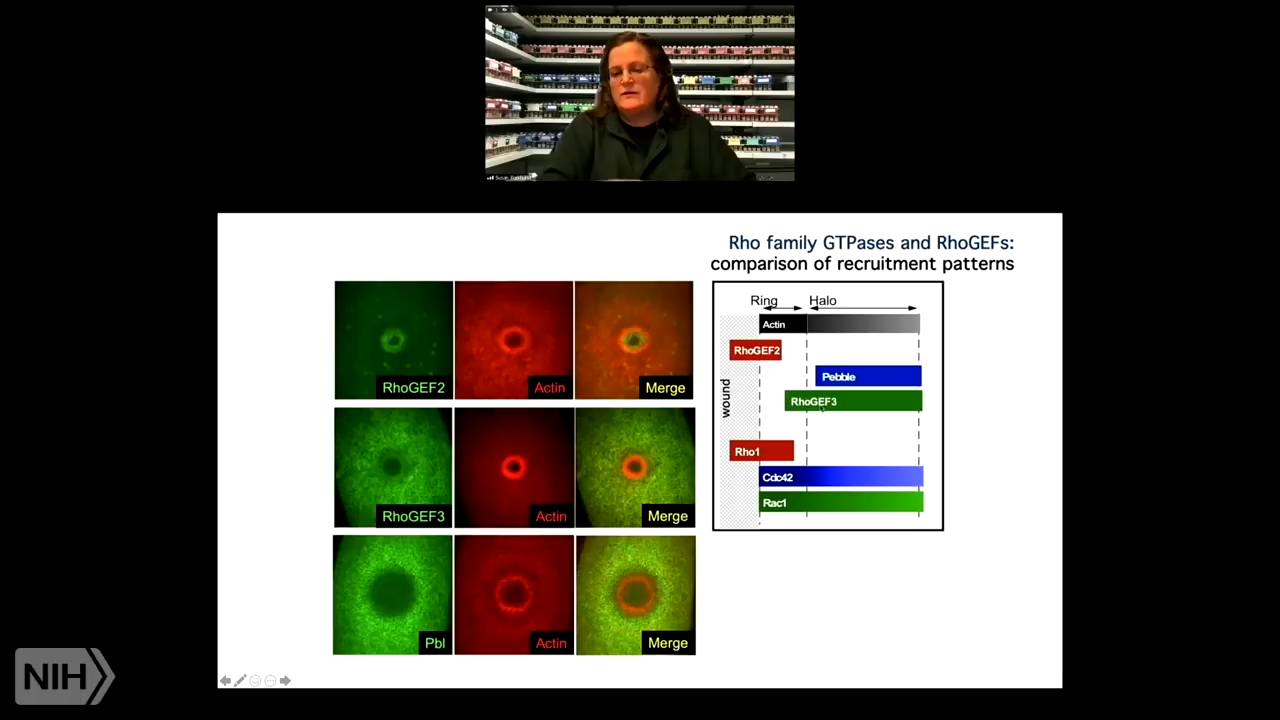 Rho family GTPases and RhoGEFs:
comparison of recruitment patterns
RhoGEF2
Actin
Merge
RhoGEF3
Actin
Merge
Pbl
Actin
Merge
Ring
Halo
Actin
RhoGEF2
Pebble
RhoGEF3
wound
Rho1
Cdc42
Rac1
NIH